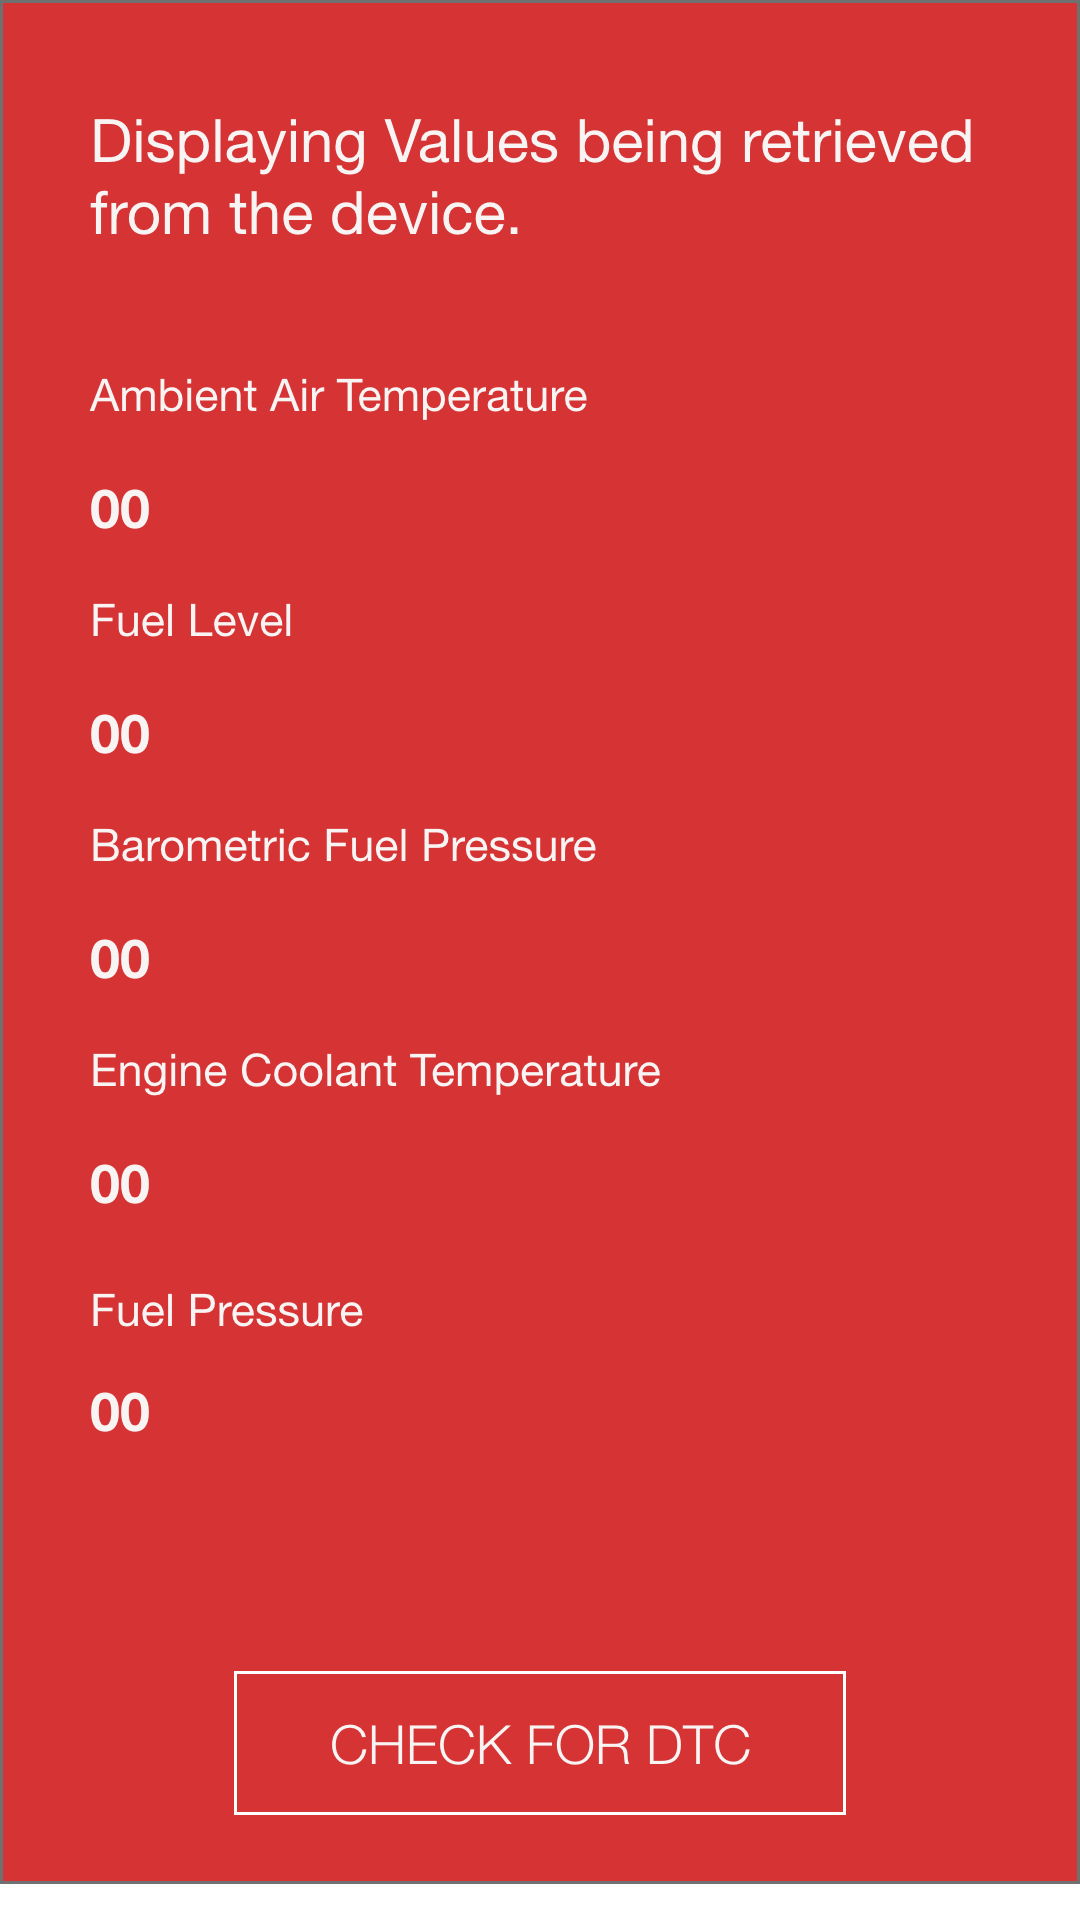 Displaying Values being retrieved
from the device.
Ambient Air Temperature
00
Fuel Level
00
Barometric Fuel Pressure
00
Engine Coolant Temperature
00
Fuel Pressure
00
CHECK FOR DTC